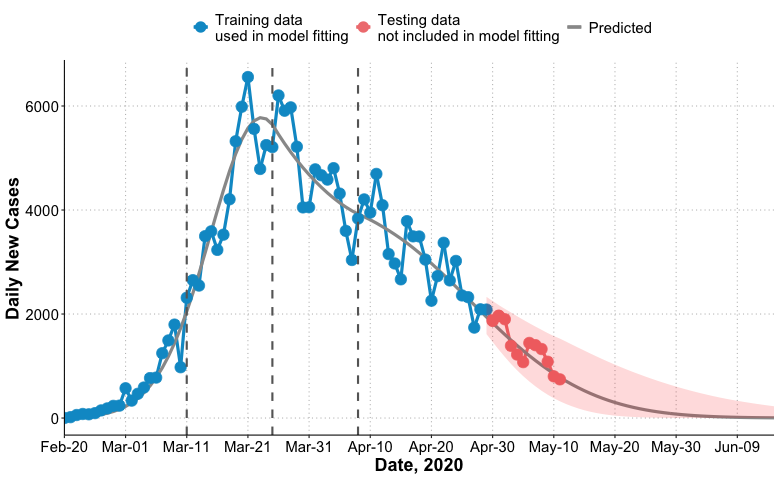 Training data
used in model fitting
Testing data
not included in model fitting
Predicted
Daily New Cases
6000
4000
2000
0
Feb-20 Mar-01 Mar-11 Mar-21 Mar-31 Apr-10 Apr-20 Apr-30 May-10 May-20 May-30 Jun-09
Date, 2020